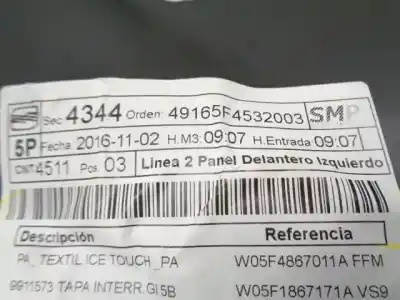 Sec 4344 Orden: 49165F4532003 SMP
5P Fecha 2016-11-02 H.M3: 09:07 H.Entrada 09:07
CNT 4511 Pos. 03 Linea 2 Panel Delantero Izquierdo
Descripción Referencia
PA_TEXTIL ICE TOUCH_PA W05F4867011A FFM
9911573 TAPA INTERR.GI 5B W05F1867171A VS9